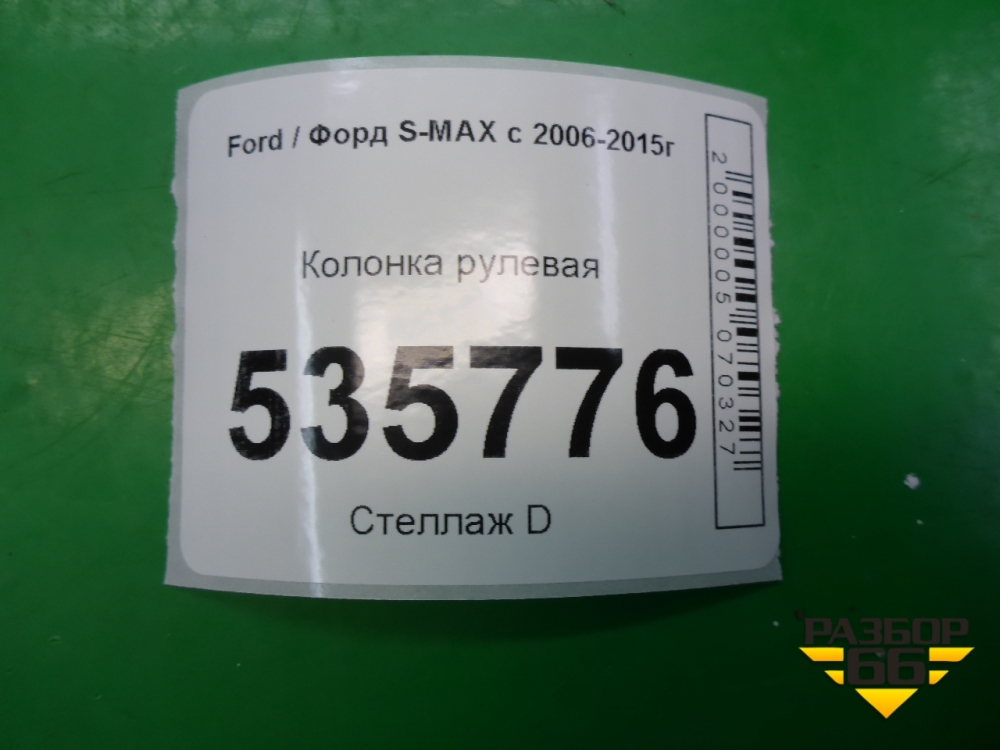 Ford / Форд S-MAX с 2006-2015г
Колонка рулевая
535776
Стеллаж D
2000005070327
РАЗБОР
66